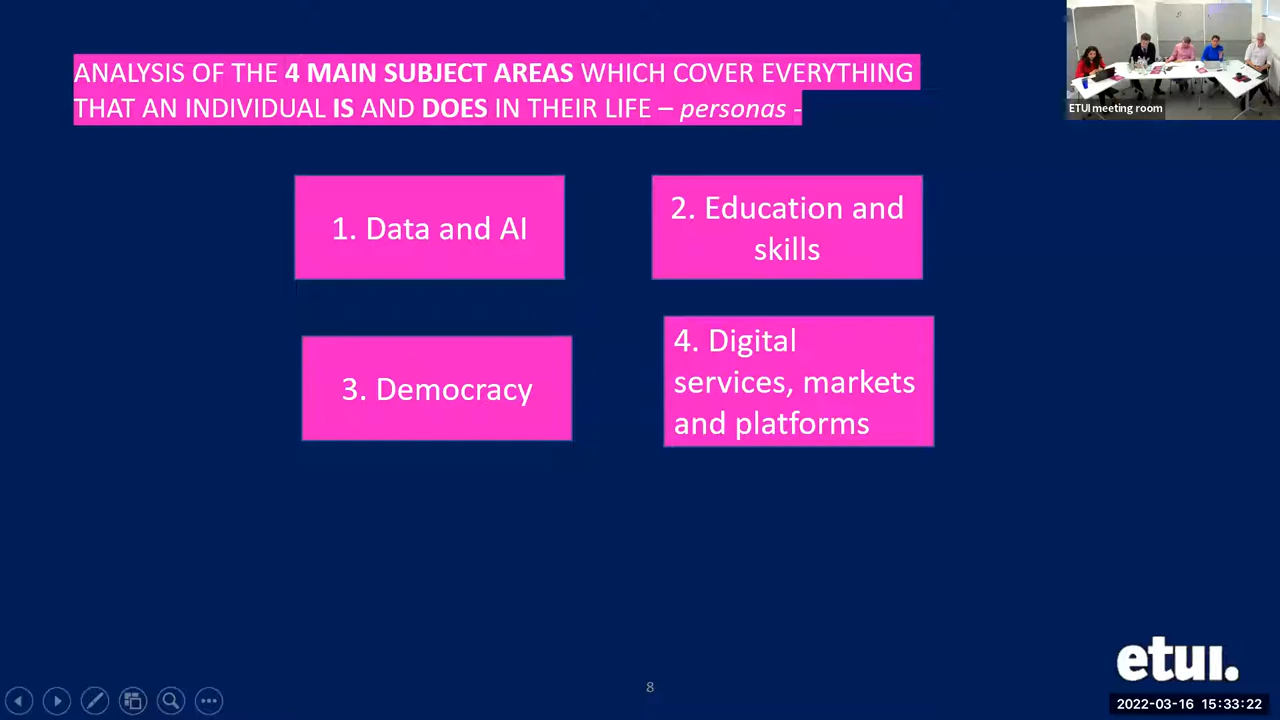 ANALYSIS OF THE 4 MAIN SUBJECT AREAS WHICH COVER EVERYTHING
THAT AN INDIVIDUAL IS AND DOES IN THEIR LIFE – personas -
ETUI meeting room
1. Data and AI
2. Education and
skills
3. Democracy
4. Digital
services, markets
and platforms
8
etui.
2022-03-16 15:33:22